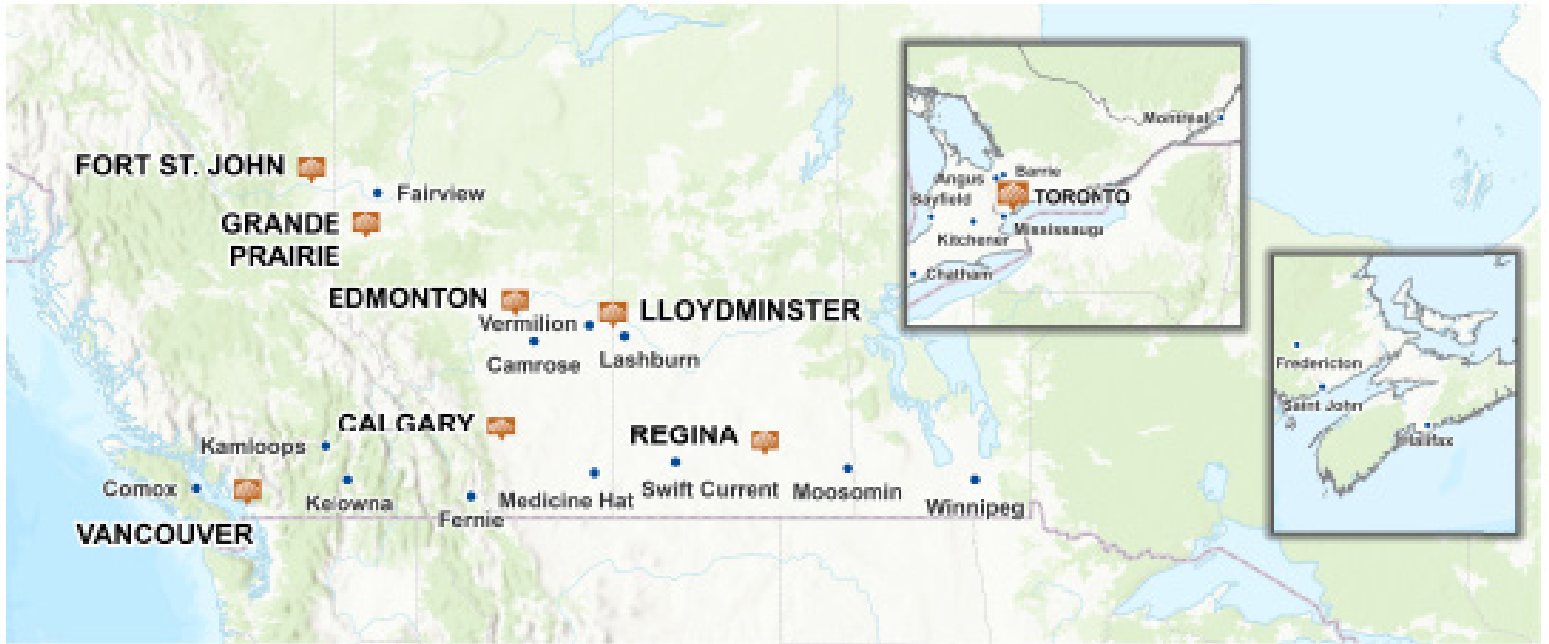 FORT ST. JOHN
Fairview
GRANDE
PRAIRIE
EDMONTON
LLOYDMINSTER
Vermilion
Camrose
Lashburn
CALGARY
REGINA
Kamloops
Comox
Kelowna
Fernie
Medicine Hat
Swift Current
Moosomin
Winnipeg
VANCOUVER
Montreal
Barrie
Angus
Bayfield
TORONTO
Kitchener
Mississauga
Chatham
Fredericton
Saint John
Halifax